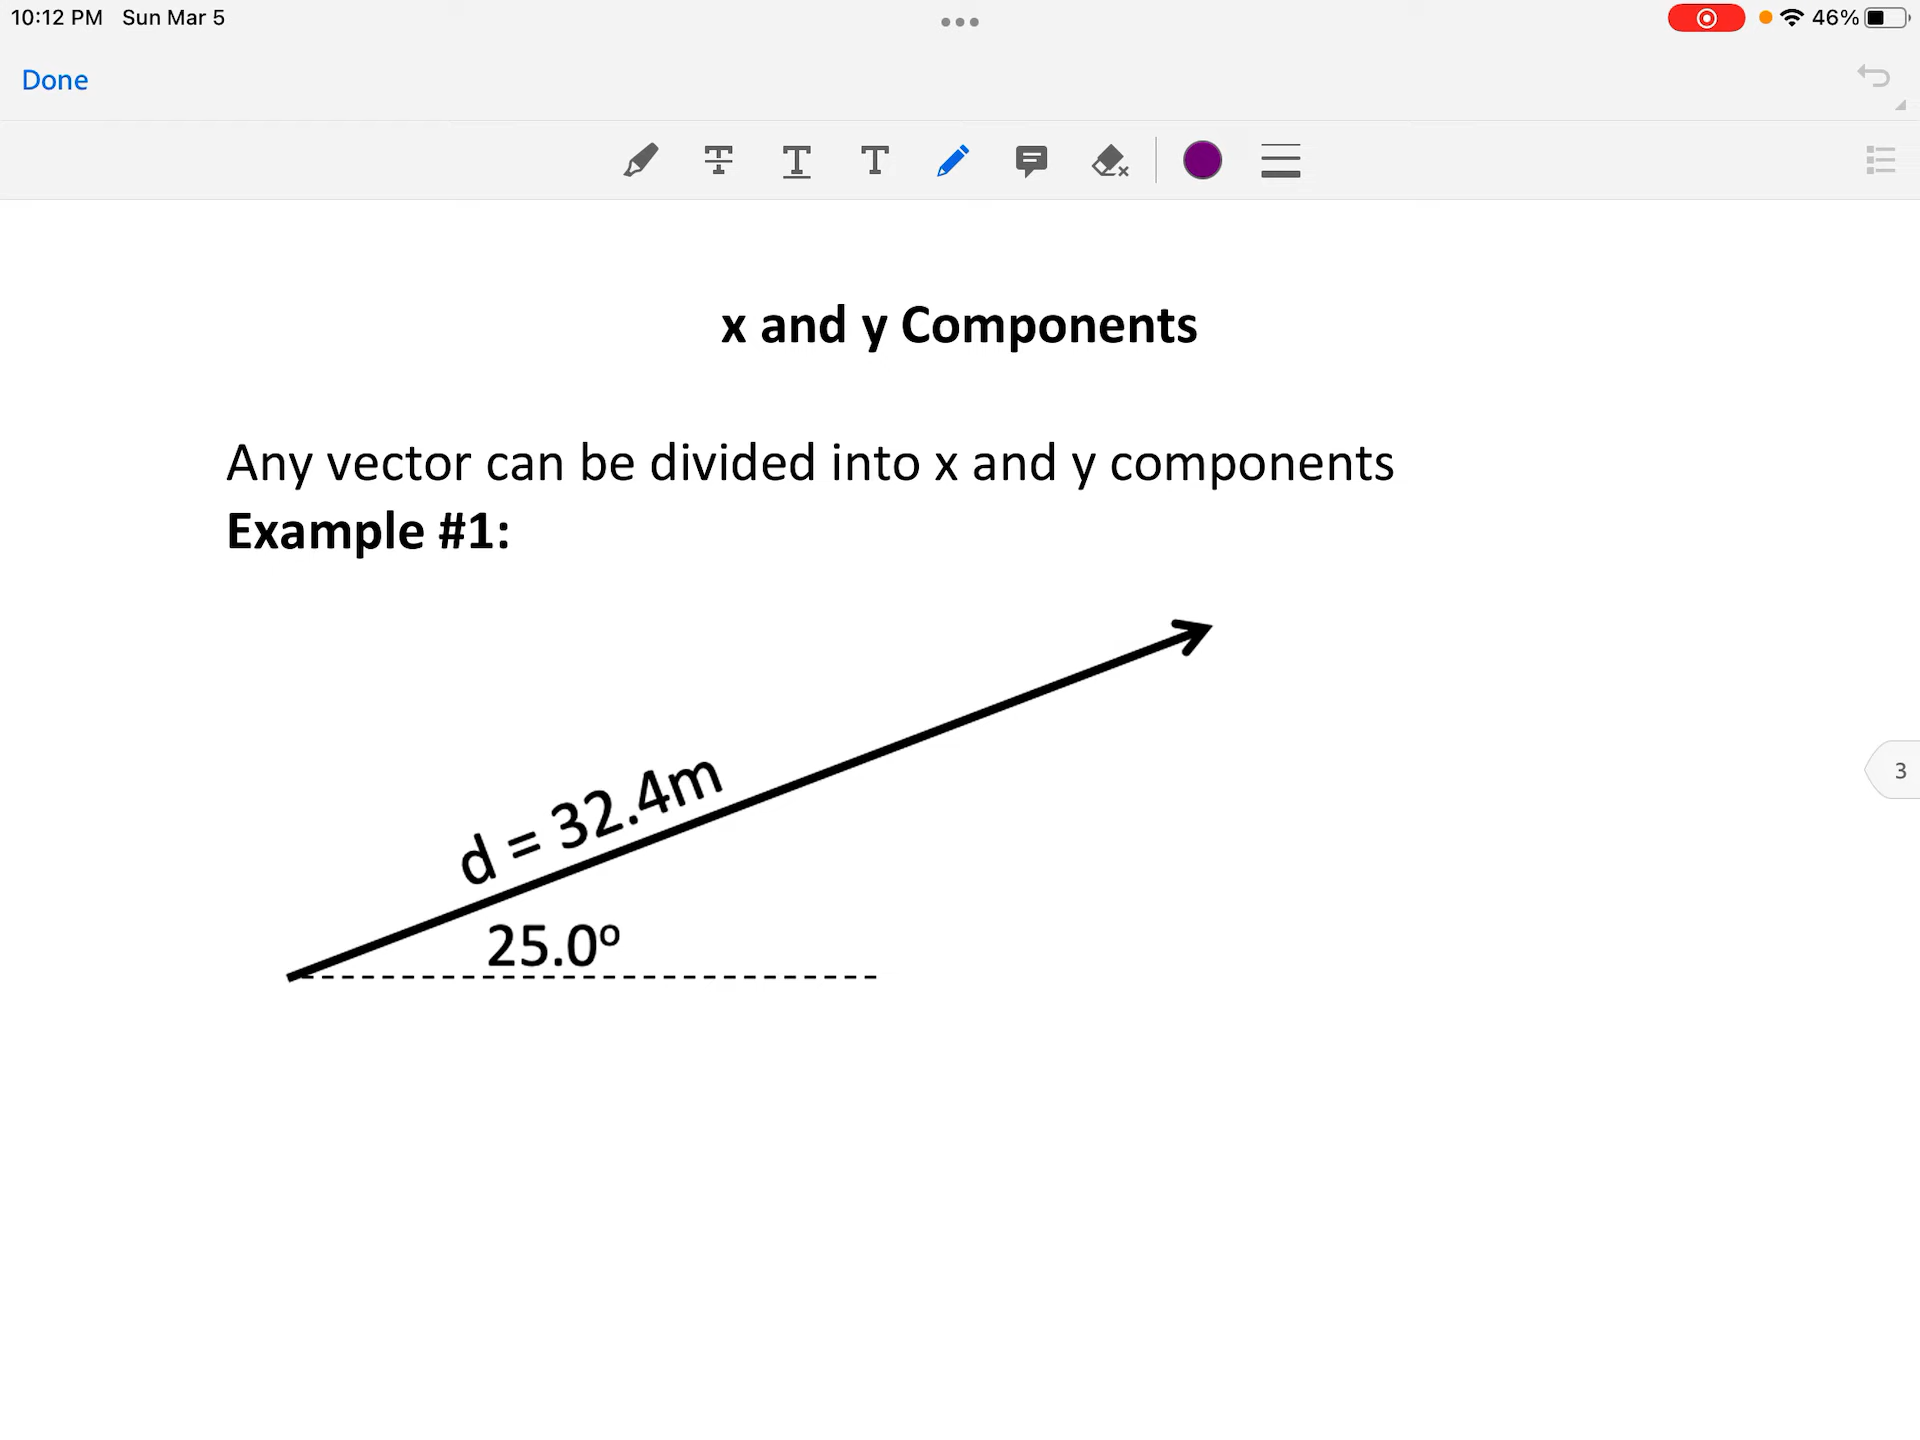 10:12 PM Sun Mar 5
46%
Done
T T T
x and y Components
Any vector can be divided into x and y components
Example #1:
d = 32.4m
25.0º
3